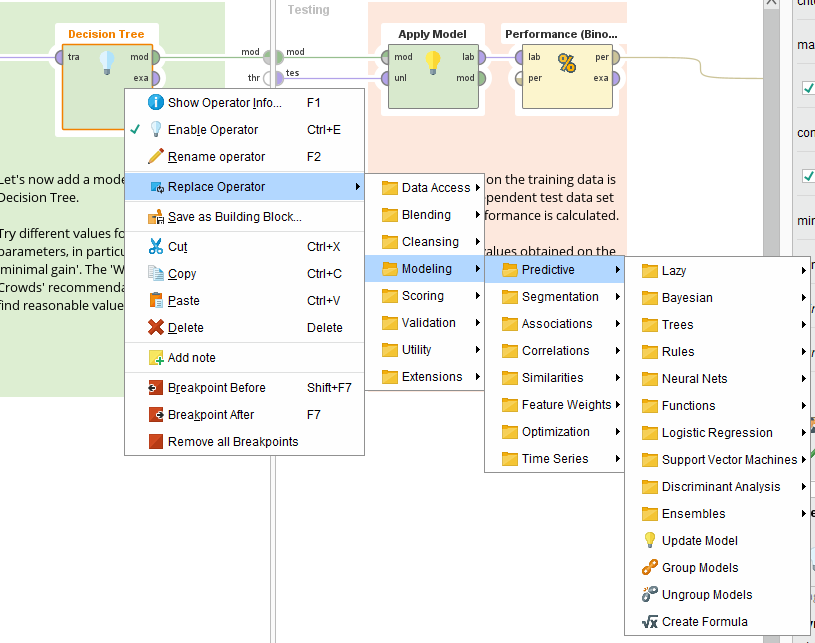 Testing
cri
Decision Tree
Apply Model
Performance (Bino...
ma
tra
mod
exa
mod
thr
mod
tes
mod
unl
lab
mod
lab
per
per
exa
con
min
Let's now add a mode
Decision Tree.
Try different values fo
parameters, in particu
'minimal gain'. The 'W
Crowds' recommenda
find reasonable value
on the training data is
pendent test data set
formance is calculated.
values obtained on the
Show Operator Info... F1
Enable Operator Ctrl+E
Rename operator F2
Replace Operator
Save as Building Block...
Cut Ctrl+X
Copy Ctrl+C
Paste Ctrl+V
Delete Delete
Add note
Breakpoint Before Shift+F7
Breakpoint After F7
Remove all Breakpoints
Data Access
Blending
Cleansing
Modeling
Scoring
Validation
Utility
Extensions
Predictive
Segmentation
Associations
Correlations
Similarities
Feature Weights
Optimization
Time Series
Lazy
Bayesian
Trees
Rules
Neural Nets
Functions
Logistic Regression
Support Vector Machines
Discriminant Analysis
Ensembles
Update Model
Group Models
Ungroup Models
Create Formula